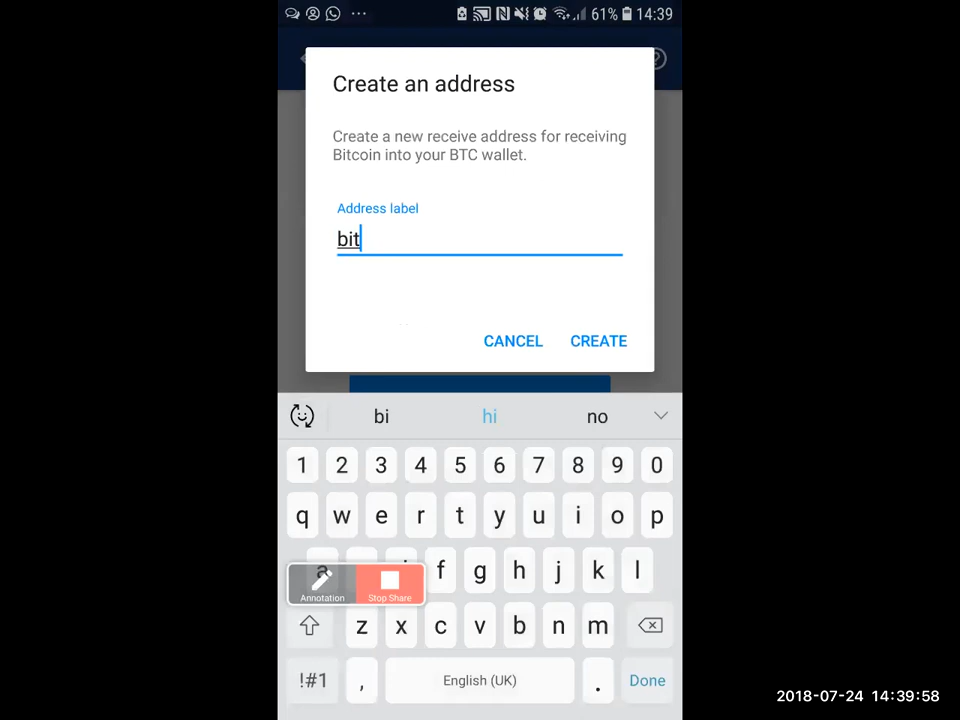 61% 14:39
Create an address
Create a new receive address for receiving
Bitcoin into your BTC wallet.
Address label
bit
CANCEL CREATE
bi hi no
1 2 3 4 5 6 7 8 9 0
q w e r t y u i o p
a f g h j k l
Annotation Stop Share
z x c v b n m
!#1 , English (UK) . Done
2018-07-24 14:39:58